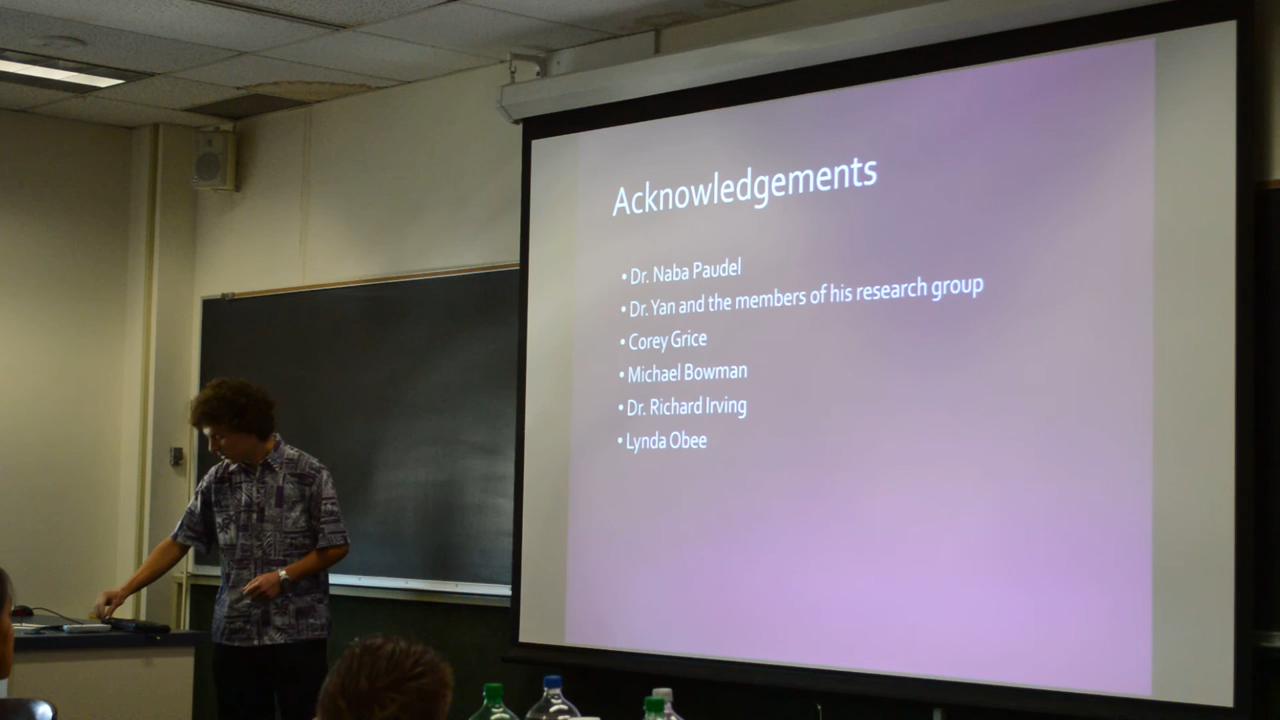 Acknowledgements
• Dr. Naba Paudel
• Dr. Yan and the members of his research group
• Corey Grice
• Michael Bowman
• Dr. Richard Irving
• Lynda Obee